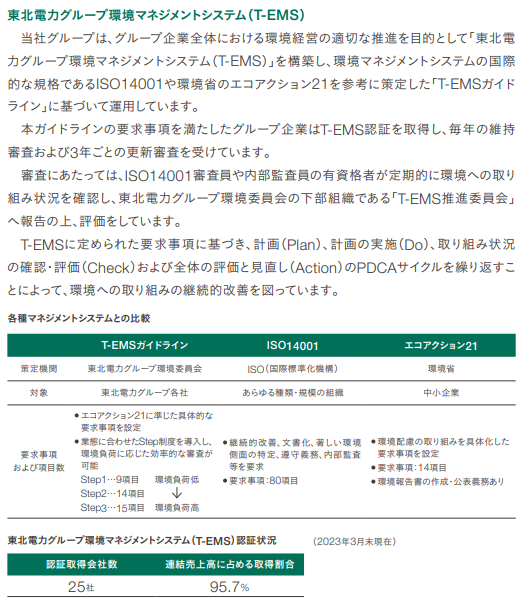 東北電力グループ環境マネジメントシステム（T-EMS）
当社グループは、グループ企業全体における環境経営の適切な推進を目的として「東北電
力グループ環境マネジメントシステム（T-EMS）」を構築し、環境マネジメントシステムの国際
的な規格であるISO14001や環境省のエコアクション21を参考に策定した「T-EMSガイド
ライン」に基づいて運用しています。
本ガイドラインの要求事項を満たしたグループ企業はT-EMS認証を取得し、毎年の維持
審査および3年ごとの更新審査を受けています。
審査にあたっては、ISO14001審査員や内部監査員の有資格者が定期的に環境への取り
組み状況を確認し、東北電力グループ環境委員会の下部組織である「T-EMS推進委員会」
へ報告の上、評価をしています。
T-EMSに定められた要求事項に基づき、計画（Plan）、計画の実施（Do）、取り組み状況
の確認・評価（Check）および全体の評価と見直し（Action）のPDCAサイクルを繰り返すこ
とによって、環境への取り組みの継続的改善を図っています。
各種マネジメントシステムとの比較
T-EMSガイドライン ISO14001 エコアクション21
策定機関 東北電力グループ環境委員会 ISO（国際標準化機構） 環境省
対象 東北電力グループ各社 あらゆる種類・規模の組織 中小企業
要求事項
および項目数
●エコアクション21に準じた具体的な
要求事項を設定
●業態に合わせたStep制度を導入し、
環境負荷に応じた効率的な審査が
可能
Step1…9項目 環境負荷低
Step2…14項目 ↓
Step3…15項目 環境負荷高
●継続的改善、文書化、著しい環境
側面の特定、遵守義務、内部監査
等を要求
●要求事項：80項目
●環境配慮の取り組みを具体化した
要求事項を設定
●要求事項：14項目
●環境報告書の作成・公表義務あり
東北電力グループ環境マネジメントシステム（T-EMS）認証状況 （2023年3月末現在）
認証取得会社数 連結売上高に占める取得割合
25社 95.7%